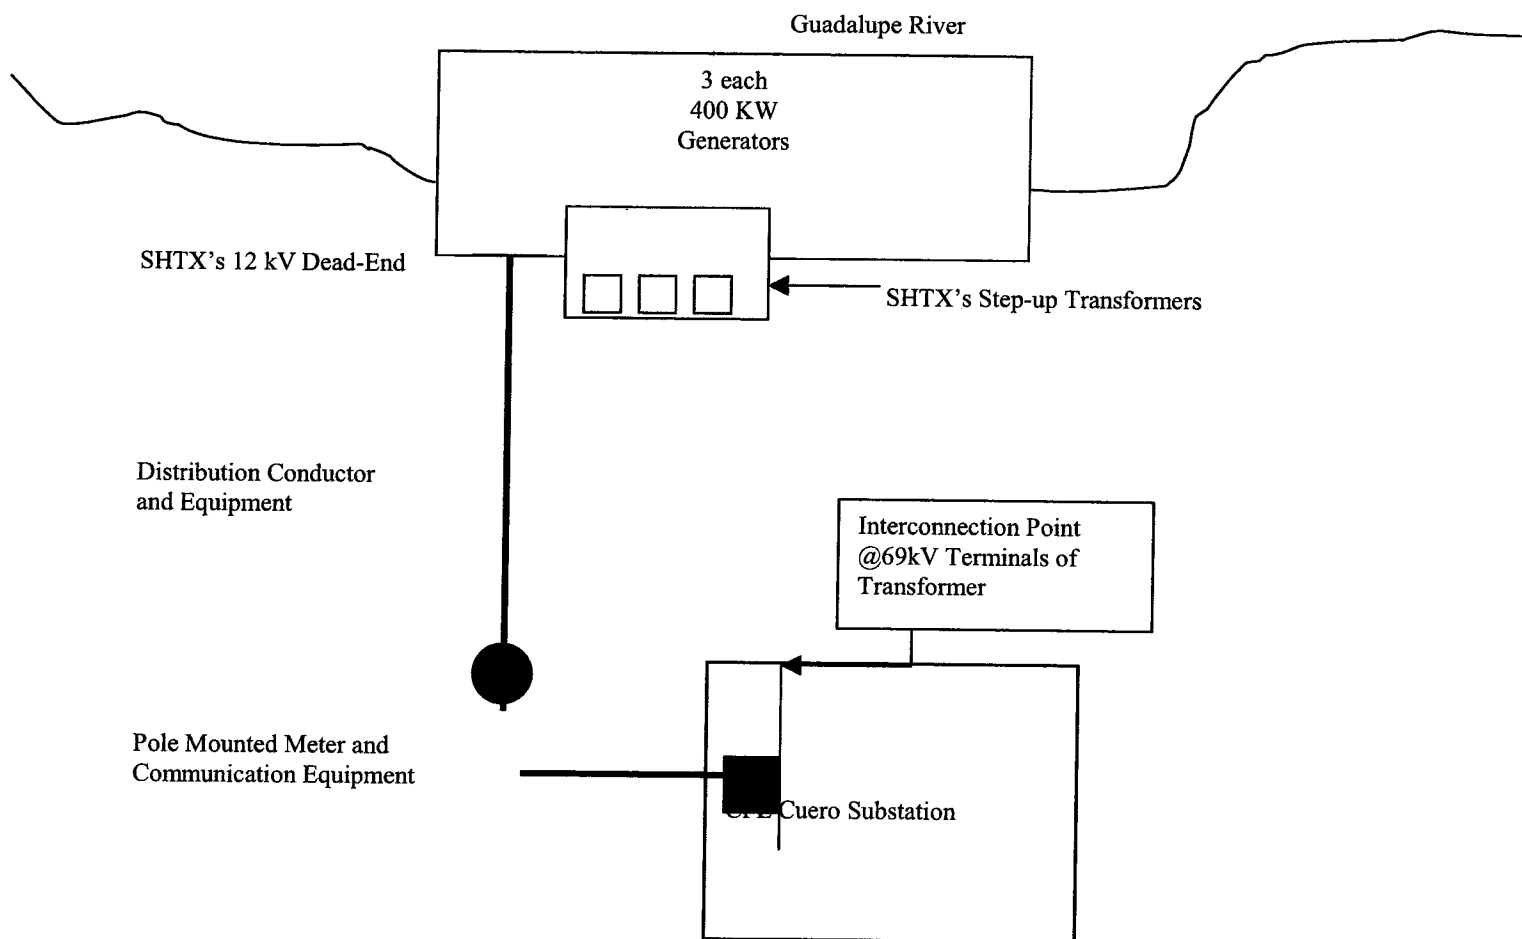 Guadalupe River
3 each
400 KW
Generators
SHTX's 12 kV Dead-End
SHTX's Step-up Transformers
Distribution Conductor
and Equipment
Interconnection Point
@69kV Terminals of
Transformer
Pole Mounted Meter and
Communication Equipment
Cuero Substation